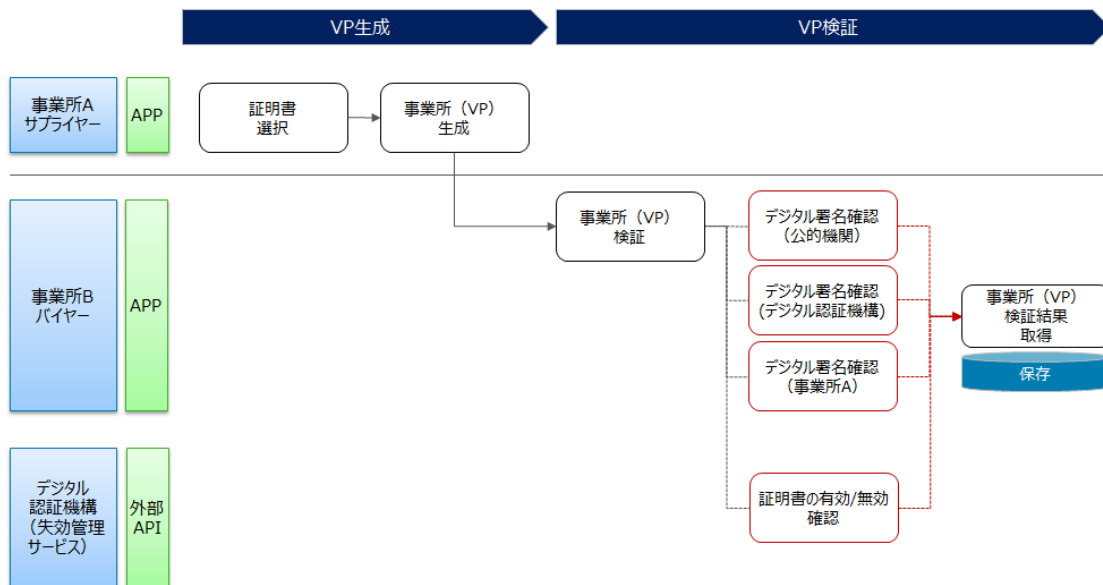 VP生成
VP検証
事業所A
サプライヤー
APP
証明書
選択
事業所（VP）
生成
事業所B
バイヤー
APP
事業所（VP）
検証
デジタル署名確認
（公的機関）
デジタル署名確認
(デジタル認証機構)
デジタル署名確認
（事業所A）
事業所（VP）
検証結果
取得
保存
デジタル
認証機構
（失効管理
サービス）
外部
API
証明書の有効/無効
確認